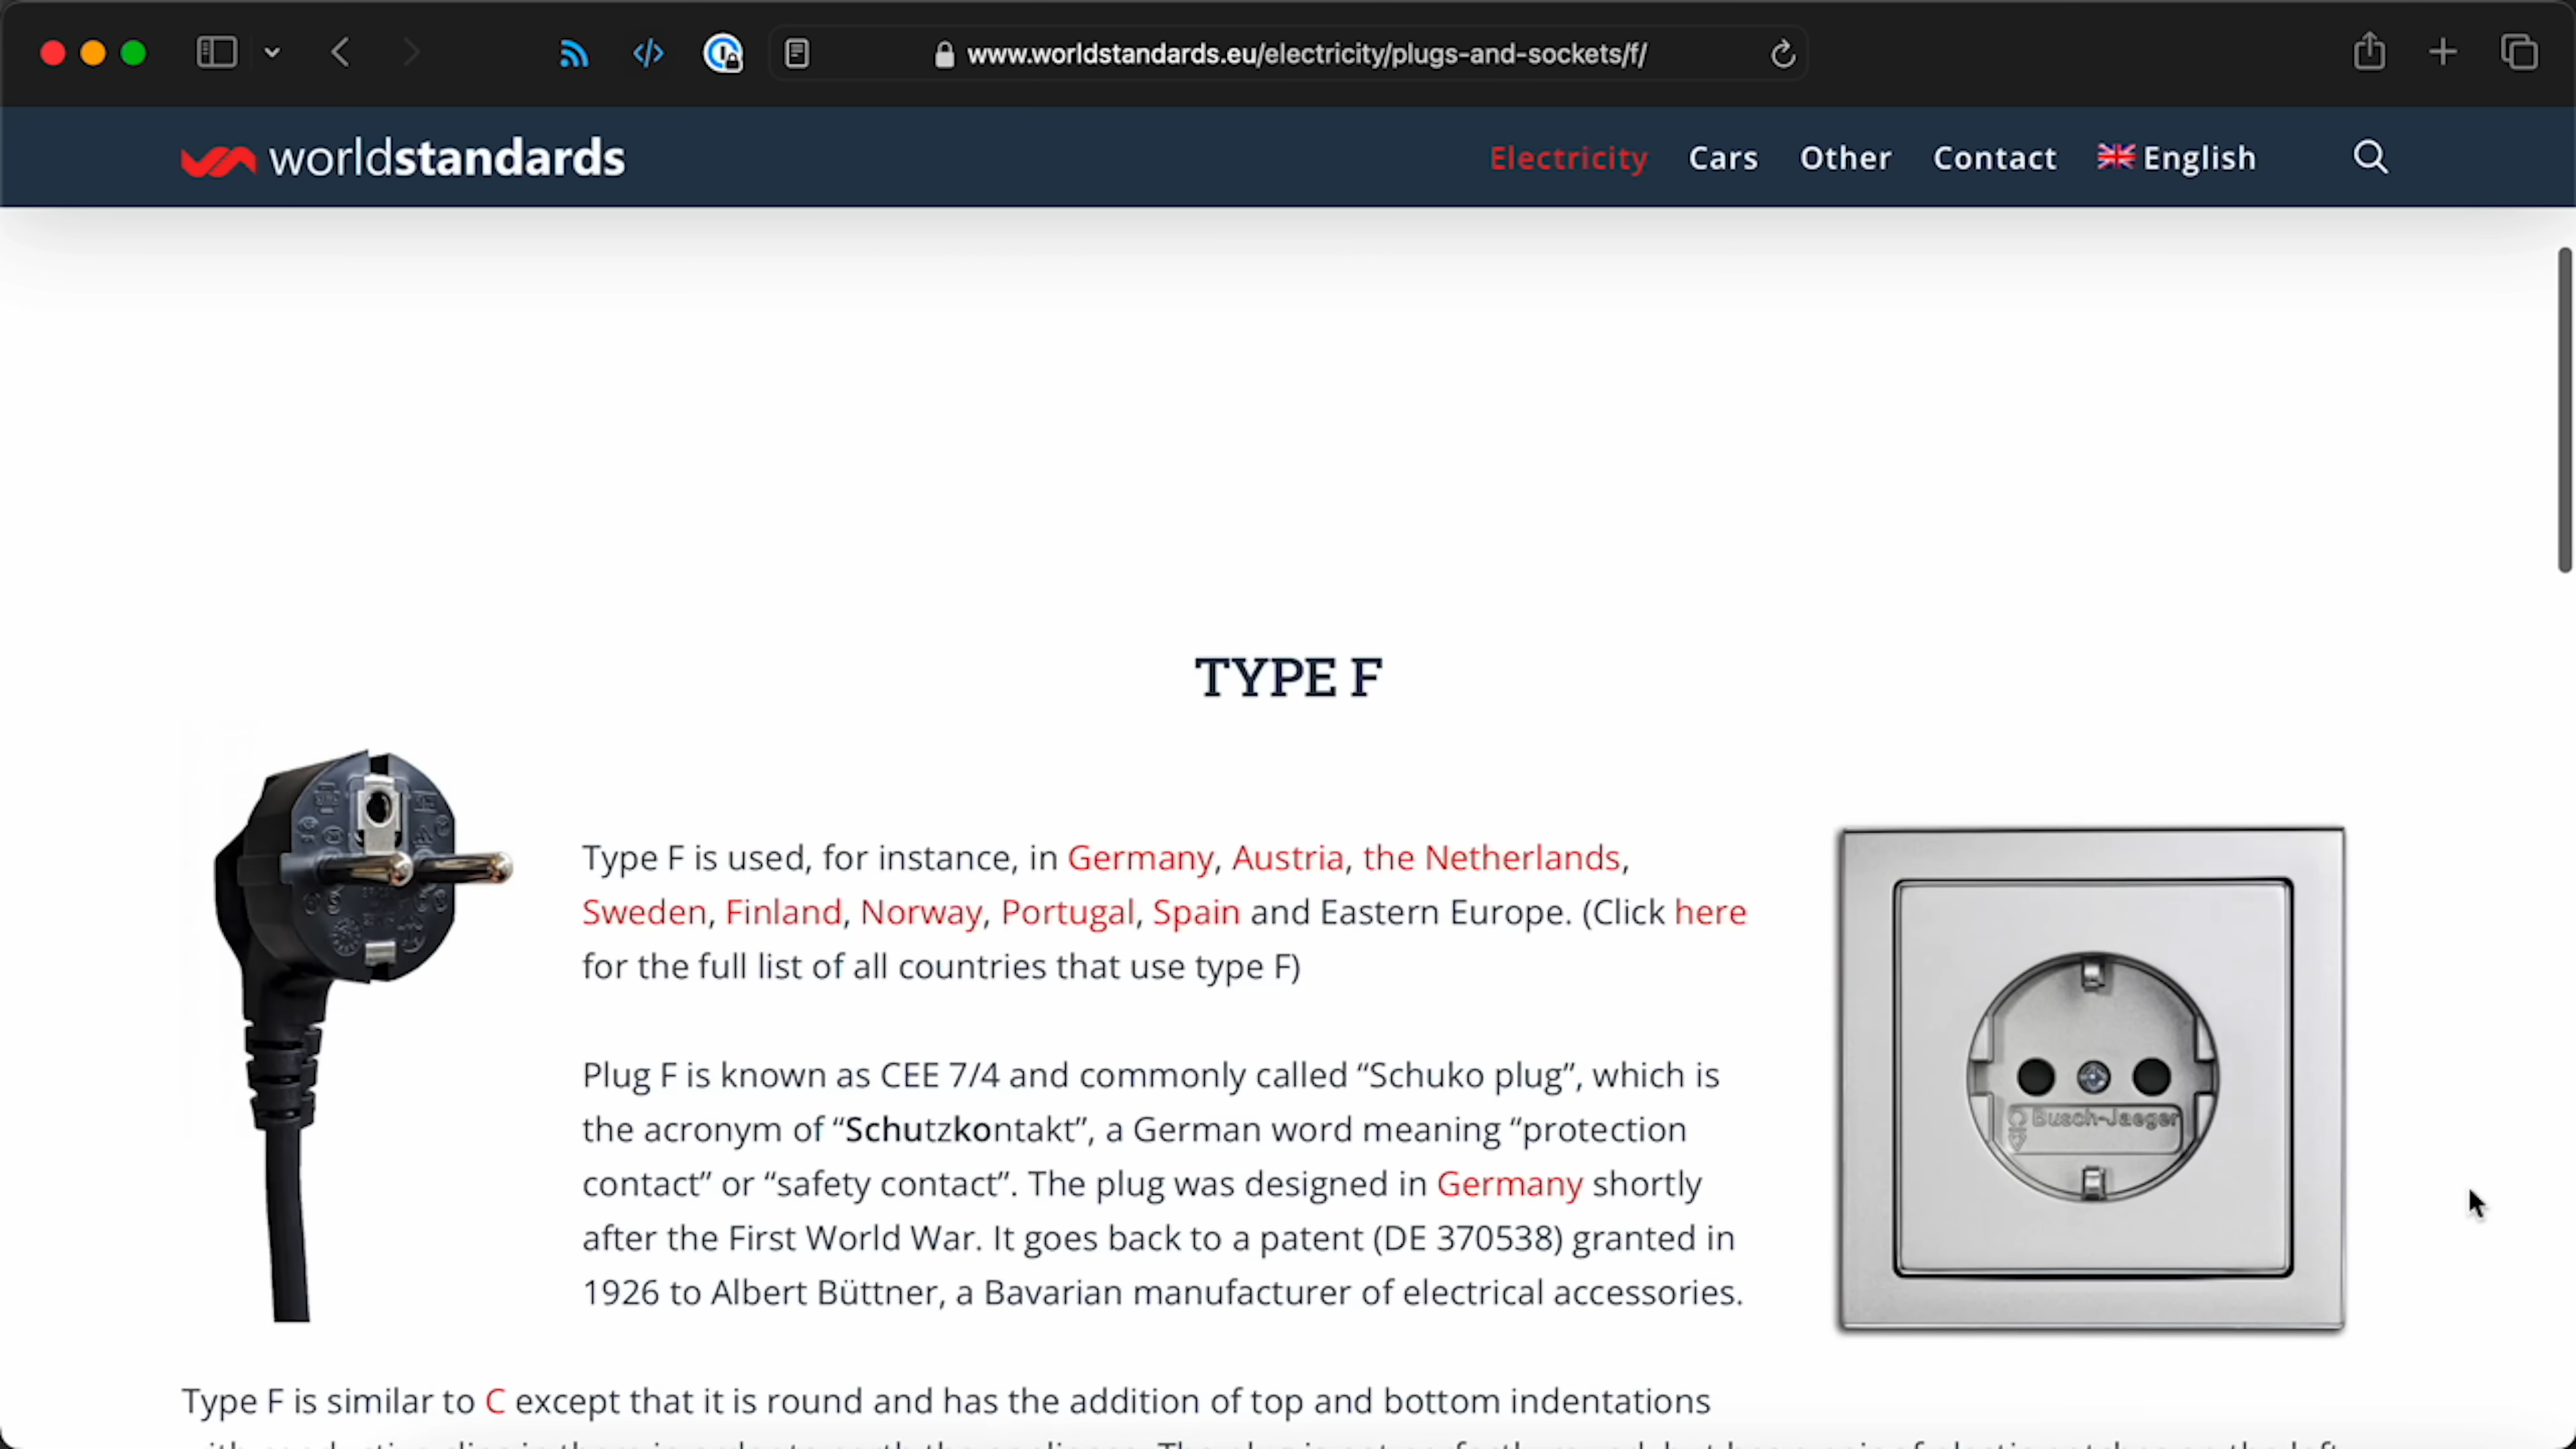 www.worldstandards.eu/electricity/plugs-and-sockets/f/
worldstandards
Electricity Cars Other Contact English
TYPE F
Type F is used, for instance, in Germany, Austria, the Netherlands,
Sweden, Finland, Norway, Portugal, Spain and Eastern Europe. (Click here
for the full list of all countries that use type F)
Plug F is known as CEE 7/4 and commonly called “Schuko plug”, which is
the acronym of “Schutzkontakt”, a German word meaning “protection
contact” or “safety contact”. The plug was designed in Germany shortly
after the First World War. It goes back to a patent (DE 370538) granted in
1926 to Albert Büttner, a Bavarian manufacturer of electrical accessories.
Busch-Jaeger
Type F is similar to C except that it is round and has the addition of top and bottom indentations